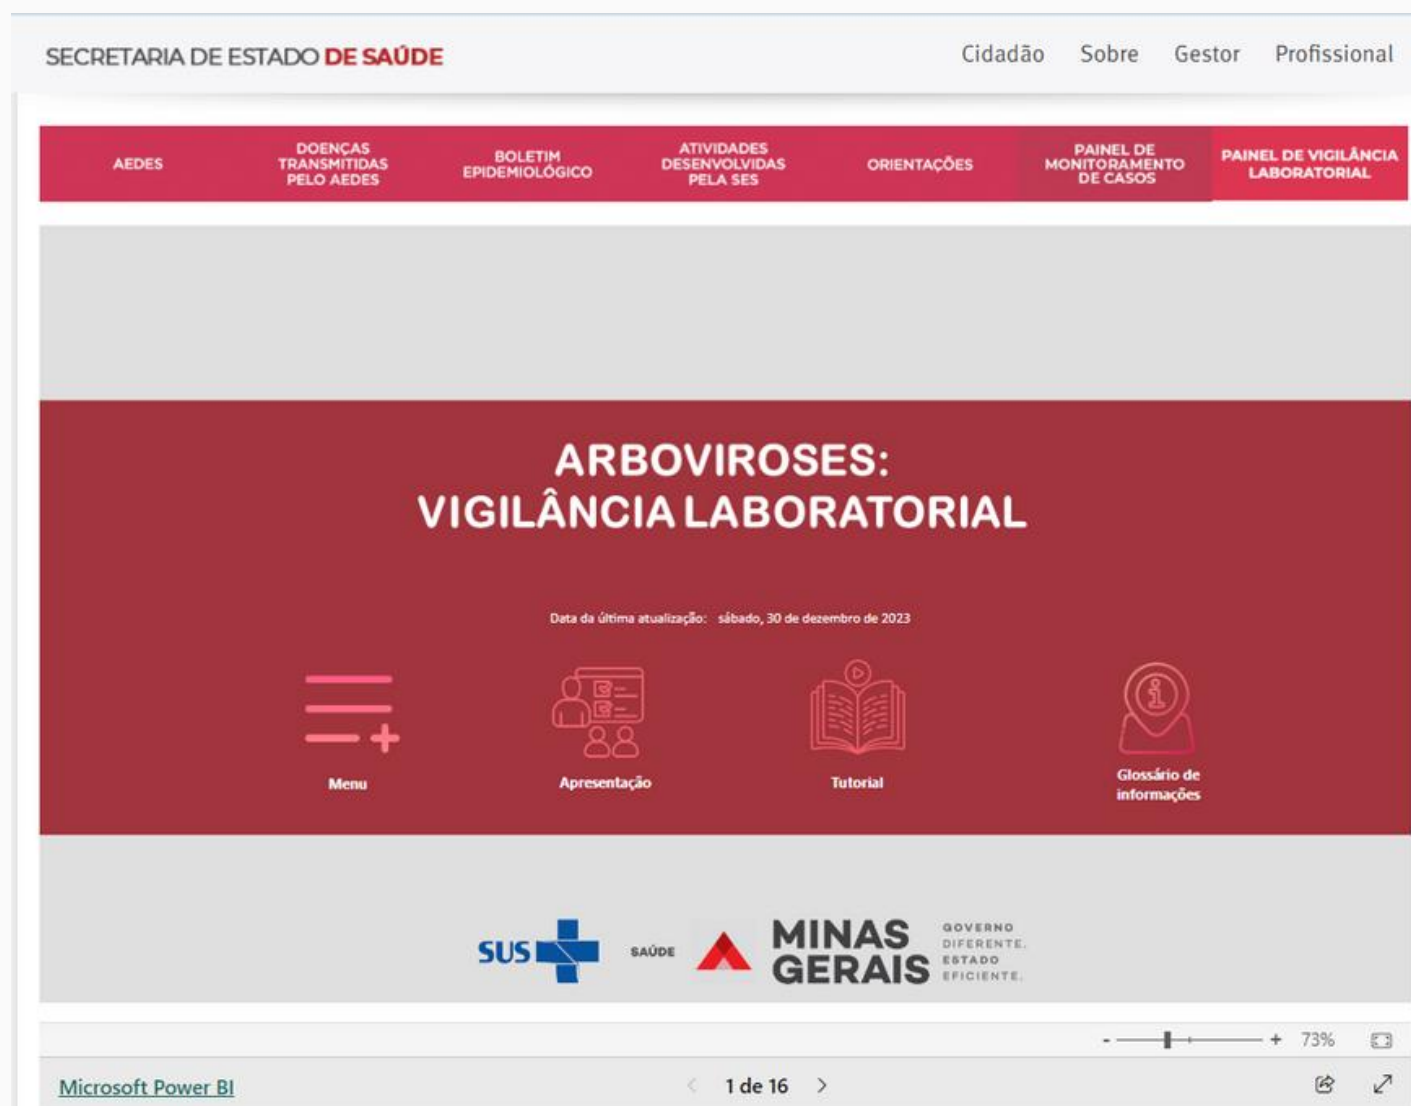 SECRETARIA DE ESTADO DE SAÚDE
Cidadão Sobre Gestor Profissional
AEDES
DOENÇAS
TRANSMITIDAS
PELO AEDES
BOLETIM
EPIDEMIOLÓGICO
ATIVIDADES
DESENVOLVIDAS
PELA SES
ORIENTAÇÕES
PAINEL DE
MONITORAMENTO
DE CASOS
PAINEL DE VIGILÂNCIA
LABORATORIAL
ARBOVIROSES:
VIGILÂNCIA LABORATORIAL
Data da última atualização: sábado, 30 de dezembro de 2023
Menu
Apresentação
Tutorial
Glossário de
informações
SUS
SAÚDE
MINAS
GERAIS
GOVERNO
DIFERENTE.
ESTADO
EFICIENTE.
- + 73%
Microsoft Power BI
1 de 16